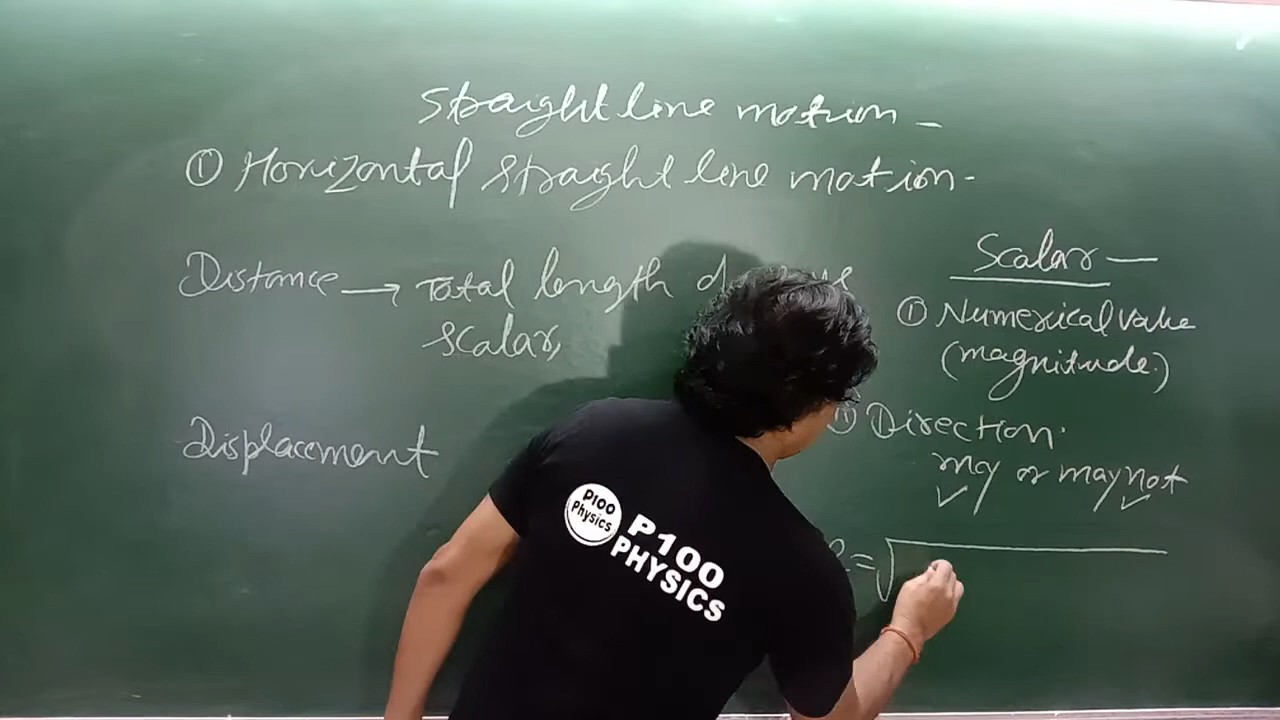 Straight line motion -
① Horizontal straight line motion -
Distance → Total length
scalar,
Displacement
Scalar —
① Numerical value
(magnitude.)
Direction.
may or may not
✓ ✓
P100
Physics
P100
PHYSICS